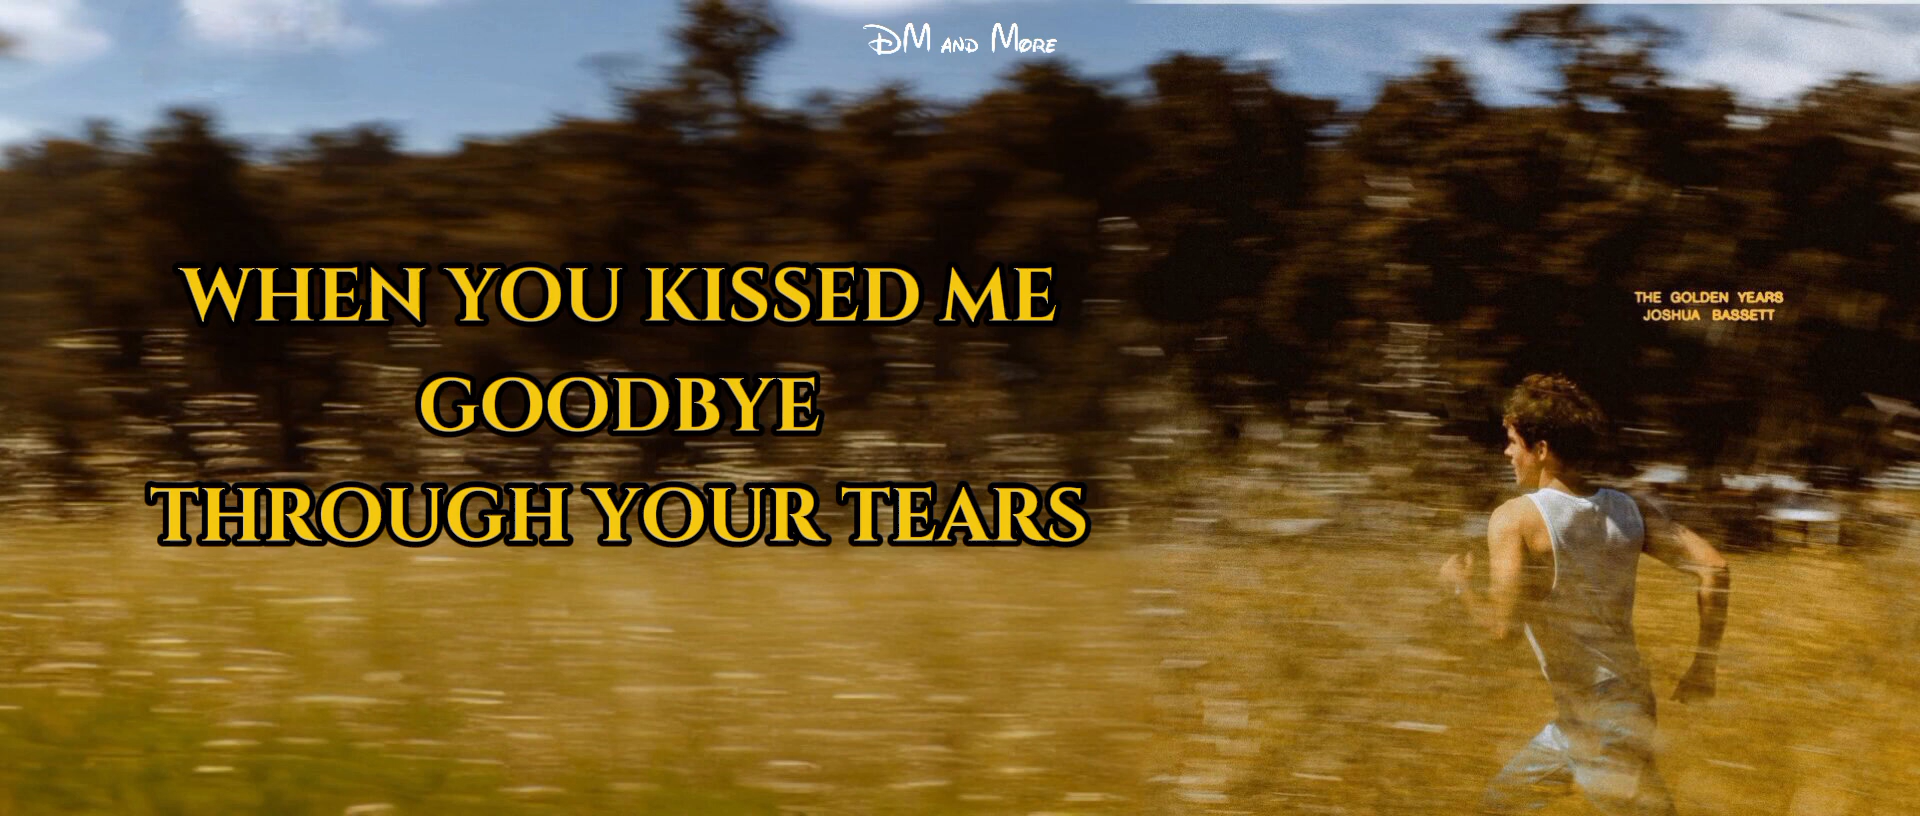 DM AND MORE
WHEN YOU KISSED ME
GOODBYE
THROUGH YOUR TEARS
THE GOLDEN YEARS
JOSHUA BASSETT